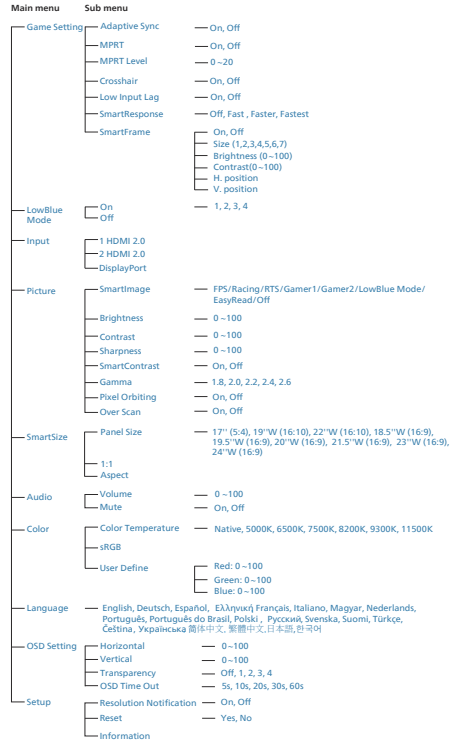 Main menu Sub menu
Game Setting Adaptive Sync On, Off
MPRT On, Off
MPRT Level 0~20
Crosshair On, Off
Low Input Lag On, Off
SmartResponse Off, Fast , Faster, Fastest
SmartFrame On, Off
Size (1,2,3,4,5,6,7)
Brightness (0~100)
Contrast(0~100)
H. position
V. position
LowBlue Mode On 1, 2, 3, 4
Off
Input 1 HDMI 2.0
2 HDMI 2.0
DisplayPort
Picture SmartImage FPS/Racing/RTS/Gamer1/Gamer2/LowBlue Mode/
EasyRead/Off
Brightness 0~100
Contrast 0~100
Sharpness 0~100
SmartContrast On, Off
Gamma 1.8, 2.0, 2.2, 2.4, 2.6
Pixel Orbiting On, Off
Over Scan On, Off
SmartSize Panel Size 17'' (5:4), 19''W (16:10), 22''W (16:10), 18.5''W (16:9),
19.5''W (16:9), 20''W (16:9), 21.5''W (16:9), 23''W (16:9),
24''W (16:9)
1:1
Aspect
Audio Volume 0~100
Mute On, Off
Color Color Temperature Native, 5000K, 6500K, 7500K, 8200K, 9300K, 11500K
sRGB
User Define Red: 0~100
Green: 0~100
Blue: 0~100
Language English, Deutsch, Español, Ελληνική Français, Italiano, Magyar, Nederlands,
Português, Português do Brasil, Polski , Русский, Svenska, Suomi, Türkçe,
Čeština, Українська 简体中文, 繁體中文,日本語,한국어
OSD Setting Horizontal 0~100
Vertical 0~100
Transparency Off, 1, 2, 3, 4
OSD Time Out 5s, 10s, 20s, 30s, 60s
Setup Resolution Notification On, Off
Reset Yes, No
Information